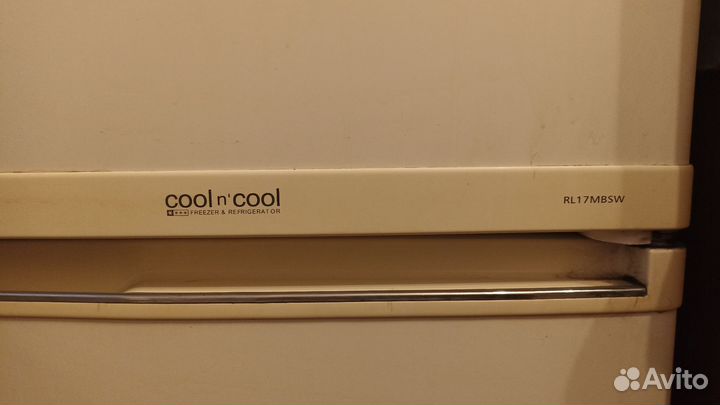 cool n' cool
FREEZER & REFRIGERATOR
RL17MBSW
Avito